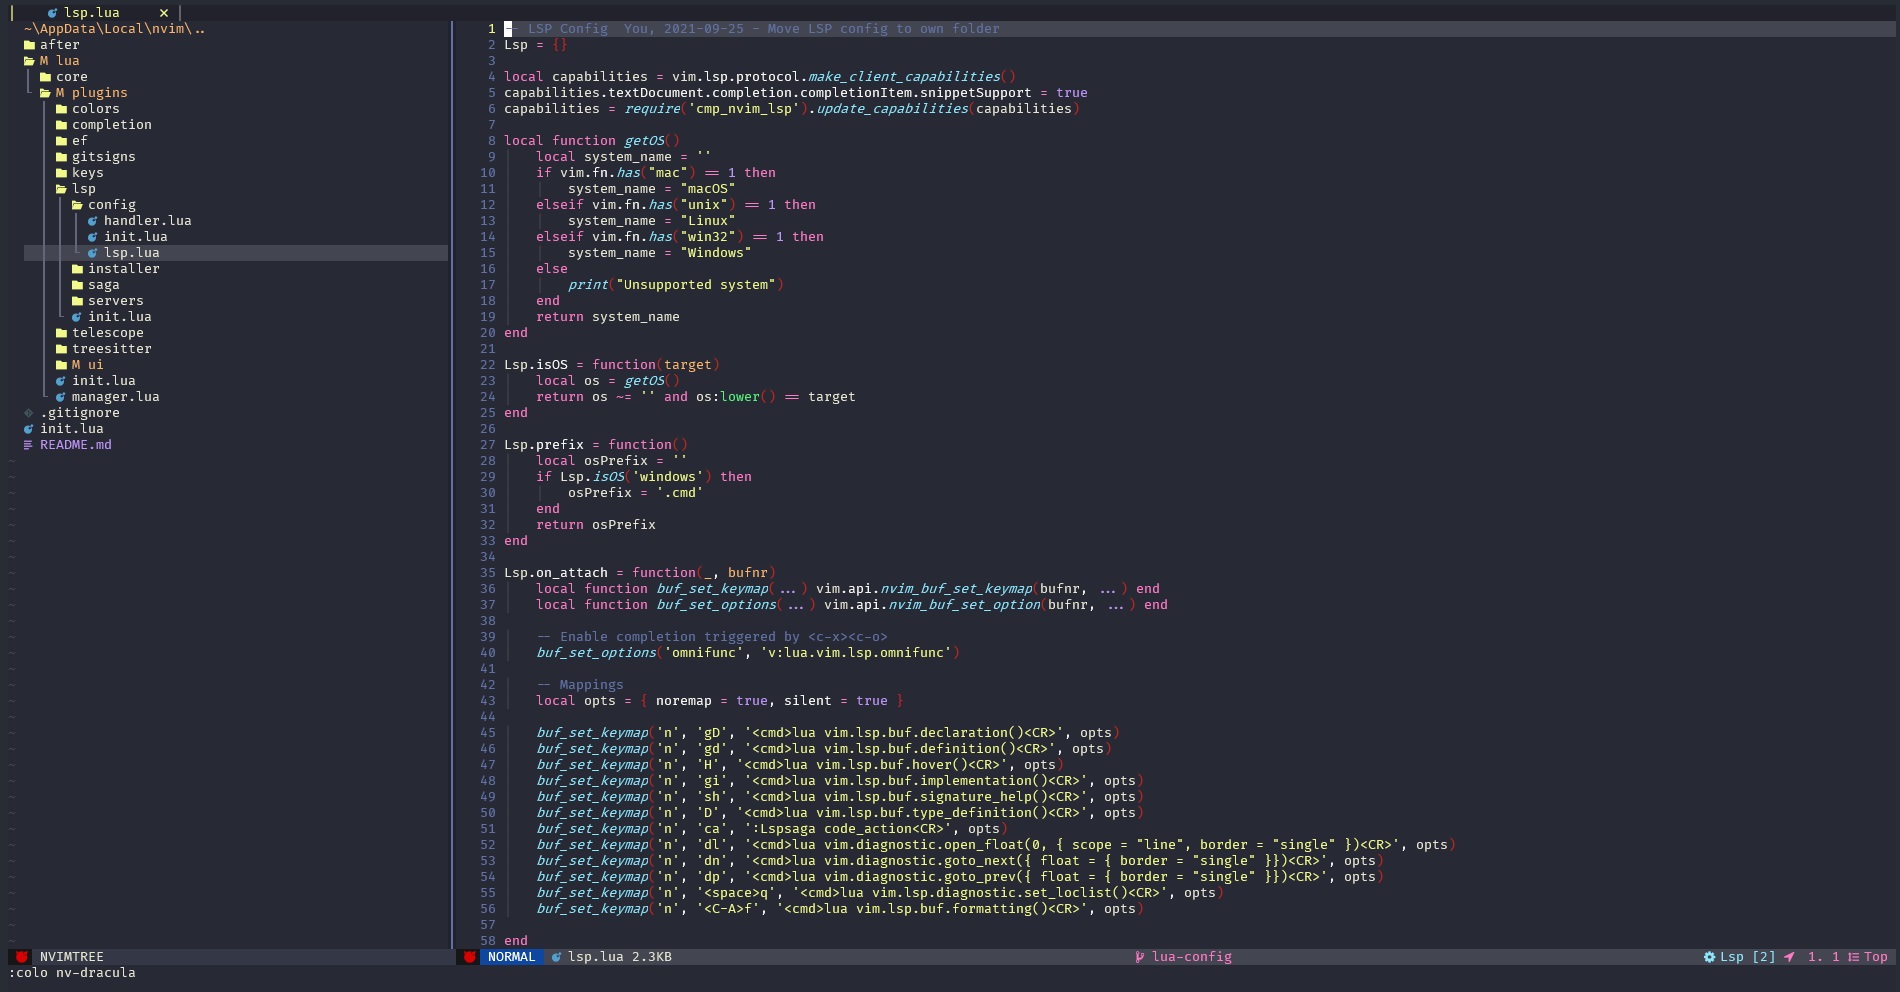 lsp.lua ×
~\AppData\Local\nvim\..
after
M lua
core
M plugins
colors
completion
ef
gitsigns
keys
lsp
config
handler.lua
init.lua
lsp.lua
installer
saga
servers
init.lua
telescope
treesitter
M ui
init.lua
manager.lua
.gitignore
init.lua
README.md
NVIMTREE
1 -- LSP Config  You, 2021-09-25 - Move LSP config to own folder
2 Lsp = {}
3
4 local capabilities = vim.lsp.protocol.make_client_capabilities()
5 capabilities.textDocument.completion.completionItem.snippetSupport = true
6 capabilities = require('cmp_nvim_lsp').update_capabilities(capabilities)
7
8 local function getOS()
9     local system_name = ''
10     if vim.fn.has("mac") == 1 then
11         system_name = "macOS"
12     elseif vim.fn.has("unix") == 1 then
13         system_name = "Linux"
14     elseif vim.fn.has("win32") == 1 then
15         system_name = "Windows"
16     else
17         print("Unsupported system")
18     end
19     return system_name
20 end
21
22 Lsp.isOS = function(target)
23     local os = getOS()
24     return os ~= '' and os:lower() == target
25 end
26
27 Lsp.prefix = function()
28     local osPrefix = ''
29     if Lsp.isOS('windows') then
30         osPrefix = '.cmd'
31     end
32     return osPrefix
33 end
34
35 Lsp.on_attach = function(_, bufnr)
36     local function buf_set_keymap(...) vim.api.nvim_buf_set_keymap(bufnr, ...) end
37     local function buf_set_options(...) vim.api.nvim_buf_set_option(bufnr, ...) end
38
39     -- Enable completion triggered by <c-x><c-o>
40     buf_set_options('omnifunc', 'v:lua.vim.lsp.omnifunc')
41
42     -- Mappings
43     local opts = { noremap = true, silent = true }
44
45     buf_set_keymap('n', 'gD', '<cmd>lua vim.lsp.buf.declaration()<CR>', opts)
46     buf_set_keymap('n', 'gd', '<cmd>lua vim.lsp.buf.definition()<CR>', opts)
47     buf_set_keymap('n', 'H', '<cmd>lua vim.lsp.buf.hover()<CR>', opts)
48     buf_set_keymap('n', 'gi', '<cmd>lua vim.lsp.buf.implementation()<CR>', opts)
49     buf_set_keymap('n', 'sh', '<cmd>lua vim.lsp.buf.signature_help()<CR>', opts)
50     buf_set_keymap('n', 'D', '<cmd>lua vim.lsp.buf.type_definition()<CR>', opts)
51     buf_set_keymap('n', 'ca', ':Lspsaga code_action<CR>', opts)
52     buf_set_keymap('n', 'dl', '<cmd>lua vim.diagnostic.open_float(0, { scope = "line", border = "single" })<CR>', opts)
53     buf_set_keymap('n', 'dn', '<cmd>lua vim.diagnostic.goto_next({ float = { border = "single" }})<CR>', opts)
54     buf_set_keymap('n', 'dp', '<cmd>lua vim.diagnostic.goto_prev({ float = { border = "single" }})<CR>', opts)
55     buf_set_keymap('n', '<space>q', '<cmd>lua vim.lsp.diagnostic.set_loclist()<CR>', opts)
56     buf_set_keymap('n', '<C-A>f', '<cmd>lua vim.lsp.buf.formatting()<CR>', opts)
57
58 end
NORMAL lsp.lua 2.3KB lua-config Lsp [2] 1. 1 Top
:colo nv-dracula